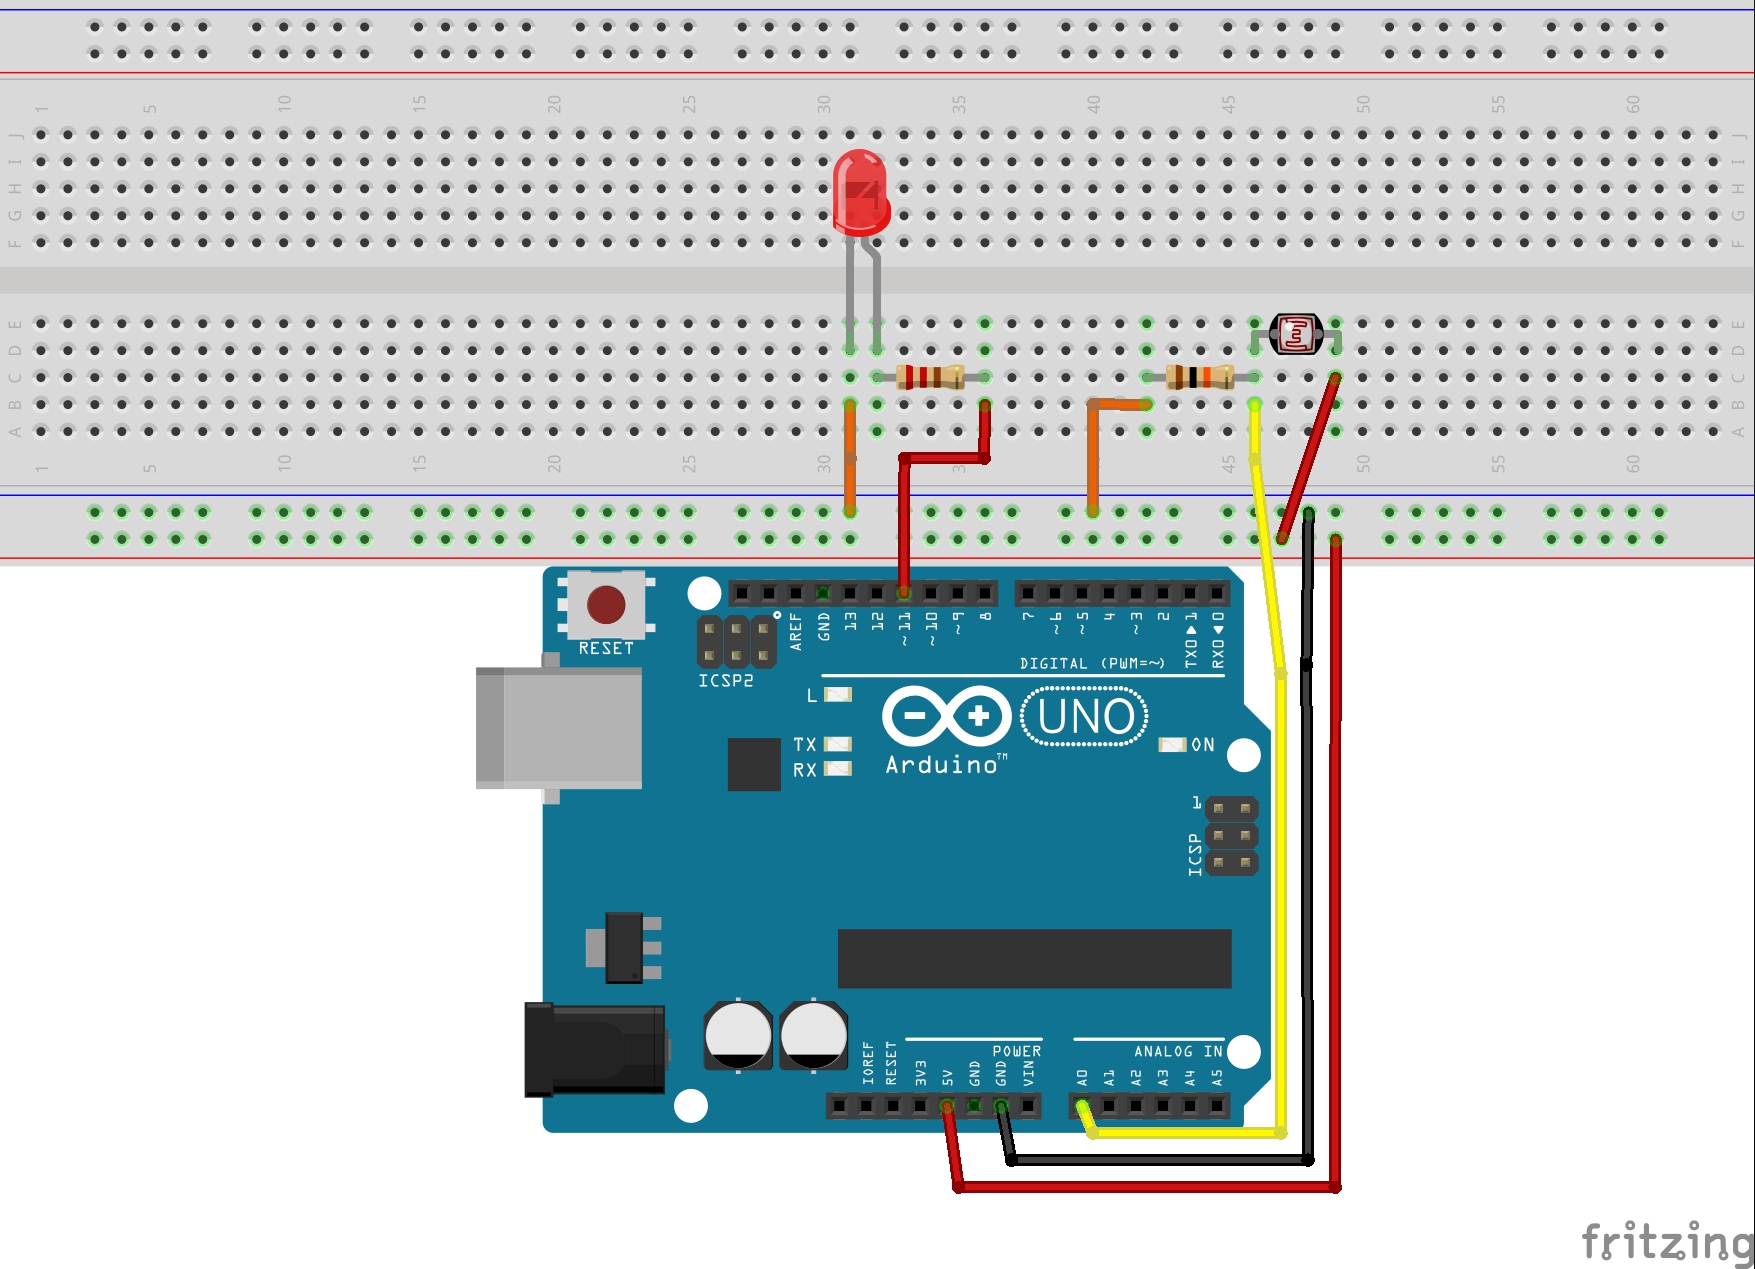 1 5 10 15 20 25 30 35 40 45 50 55 60
J J
I I
H H
G G
F F
E E
D D
C C
B B
A A
1 5 10 15 20 25 30 3 40 45 50 55 60
RESET
ICSP2
AREF GND 13 12 ~11 ~10 ~9 8 7 ~6 ~5 4 ~3 2 TXO▶1 RXO◀0
DIGITAL (PWM=~)
L
TX
RX
UNO
Arduino™
ON
1
ICSP
POWER
ANALOG IN
IOREF RESET 3V3 5V GND GND VIN A0 A1 A2 A3 A4 A5
fritzing